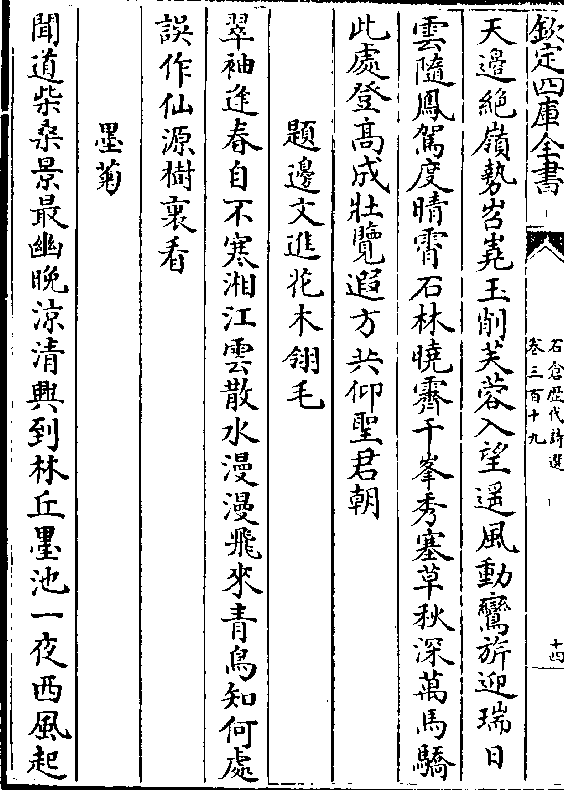 欽定四庫全書
石倉歴代詩選
卷三百十九
十四
天邊絶嶺勢岧嶤玉削芙蓉入望遥風動鸞旂迎瑞日
雲隨鳳駕度晴霄石林曉霽千峯秀塞草秋深萬馬驕
此處登髙成壯覽遐方共仰聖君朝
題邊文進花木翎毛
翠袖逢春自不寒湘江雲散水漫漫飛來青鳥知何處
誤作仙源樹裏看
墨菊
聞道柴桑景最幽晚凉清興到林丘墨池一夜西風起